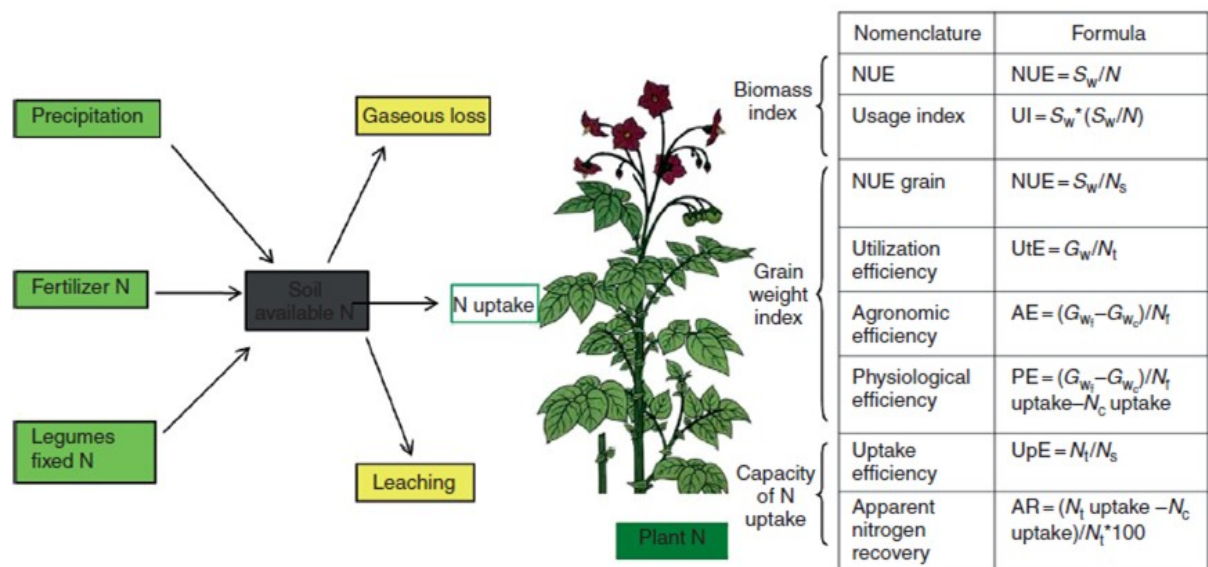 Precipitation
Gaseous loss
Fertilizer N
Soil
available N
N uptake
Legumes
fixed N
Leaching
Plant N
Biomass
index
Grain
weight
index
Capacity
of N
uptake
Nomenclature Formula
NUE NUE = Sw/N
Usage index UI = Sw*(Sw/N)
NUE grain NUE = Sw/Ns
Utilization
efficiency UtE = Gw/Nt
Agronomic
efficiency AE = (Gwf–Gwc)/Nf
Physiological PE = (Gwf–Gwc)/Nf
efficiency uptake–Nc uptake
Uptake
efficiency UpE = Nt/Ns
Apparent AR = (Nt uptake –Nc
nitrogen uptake)/Nt*100
recovery